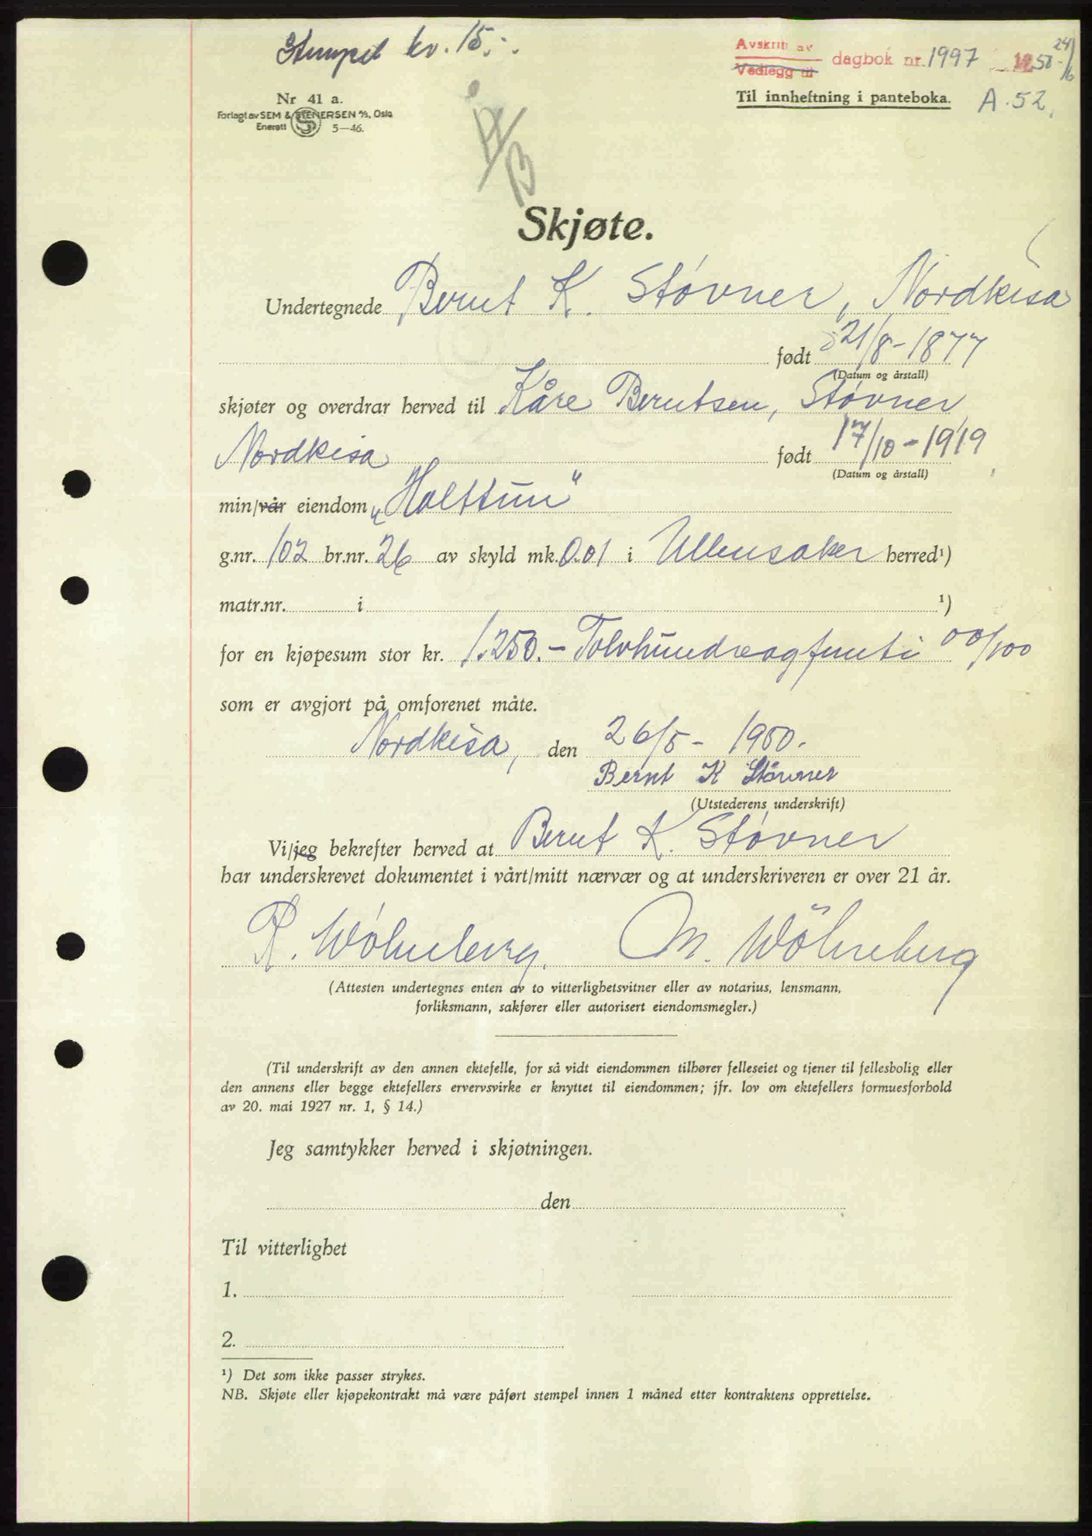 Stempel kr. 15.-.
Avskrift av
Vedlegg til dagbok nr. 1997 1950 24/6
Til innheftning i panteboka. A.52.
Nr 41 a.
Forlagt av SEM & STENERSEN A/S, Oslo
Enerett 5-46.
Skjøte.
Undertegnede Bernt K. Støvner, Nordkisa
født 21/8-1877
(Datum og årstall)
skjøter og overdrar herved til Kåre Berntsen, Støvner
Nordkisa født 17/10-1919
(Datum og årstall)
min/vår eiendom „Holttun"
g.nr. 102 br.nr. 26 av skyld mk. 0.01 i Ullensaker herred¹)
matr.nr. i ¹)
for en kjøpesum stor kr. 1.250.- Tolvhundreogfemti 00/100
som er avgjort på omforenet måte.
Nordkisa, den 26/5- 1950.-
Bernt K Støvner
(Utstederens underskrift)
Vi/jeg bekrefter herved at Bernt K. Støvner
har underskrevet dokumentet i vårt/mitt nærvær og at underskriveren er over 21 år.
R. Wöhneberg. M. Wöhneberg
(Attesten undertegnes enten av to vitterlighetsvitner eller av notarius, lensmann,
forliksmann, sakfører eller autorisert eiendomsmegler.)
(Til underskrift av den annen ektefelle, for så vidt eiendommen tilhører felleseiet og tjener til fellesbolig eller
den annens eller begge ektefellers ervervsvirke er knyttet til eiendommen; jfr. lov om ektefellers formuesforhold
av 20. mai 1927 nr. 1, § 14.)
Jeg samtykker herved i skjøtningen.
den
Til vitterlighet
1.
2.
¹) Det som ikke passer strykes.
NB. Skjøte eller kjøpekontrakt må være påført stempel innen 1 måned etter kontraktens opprettelse.